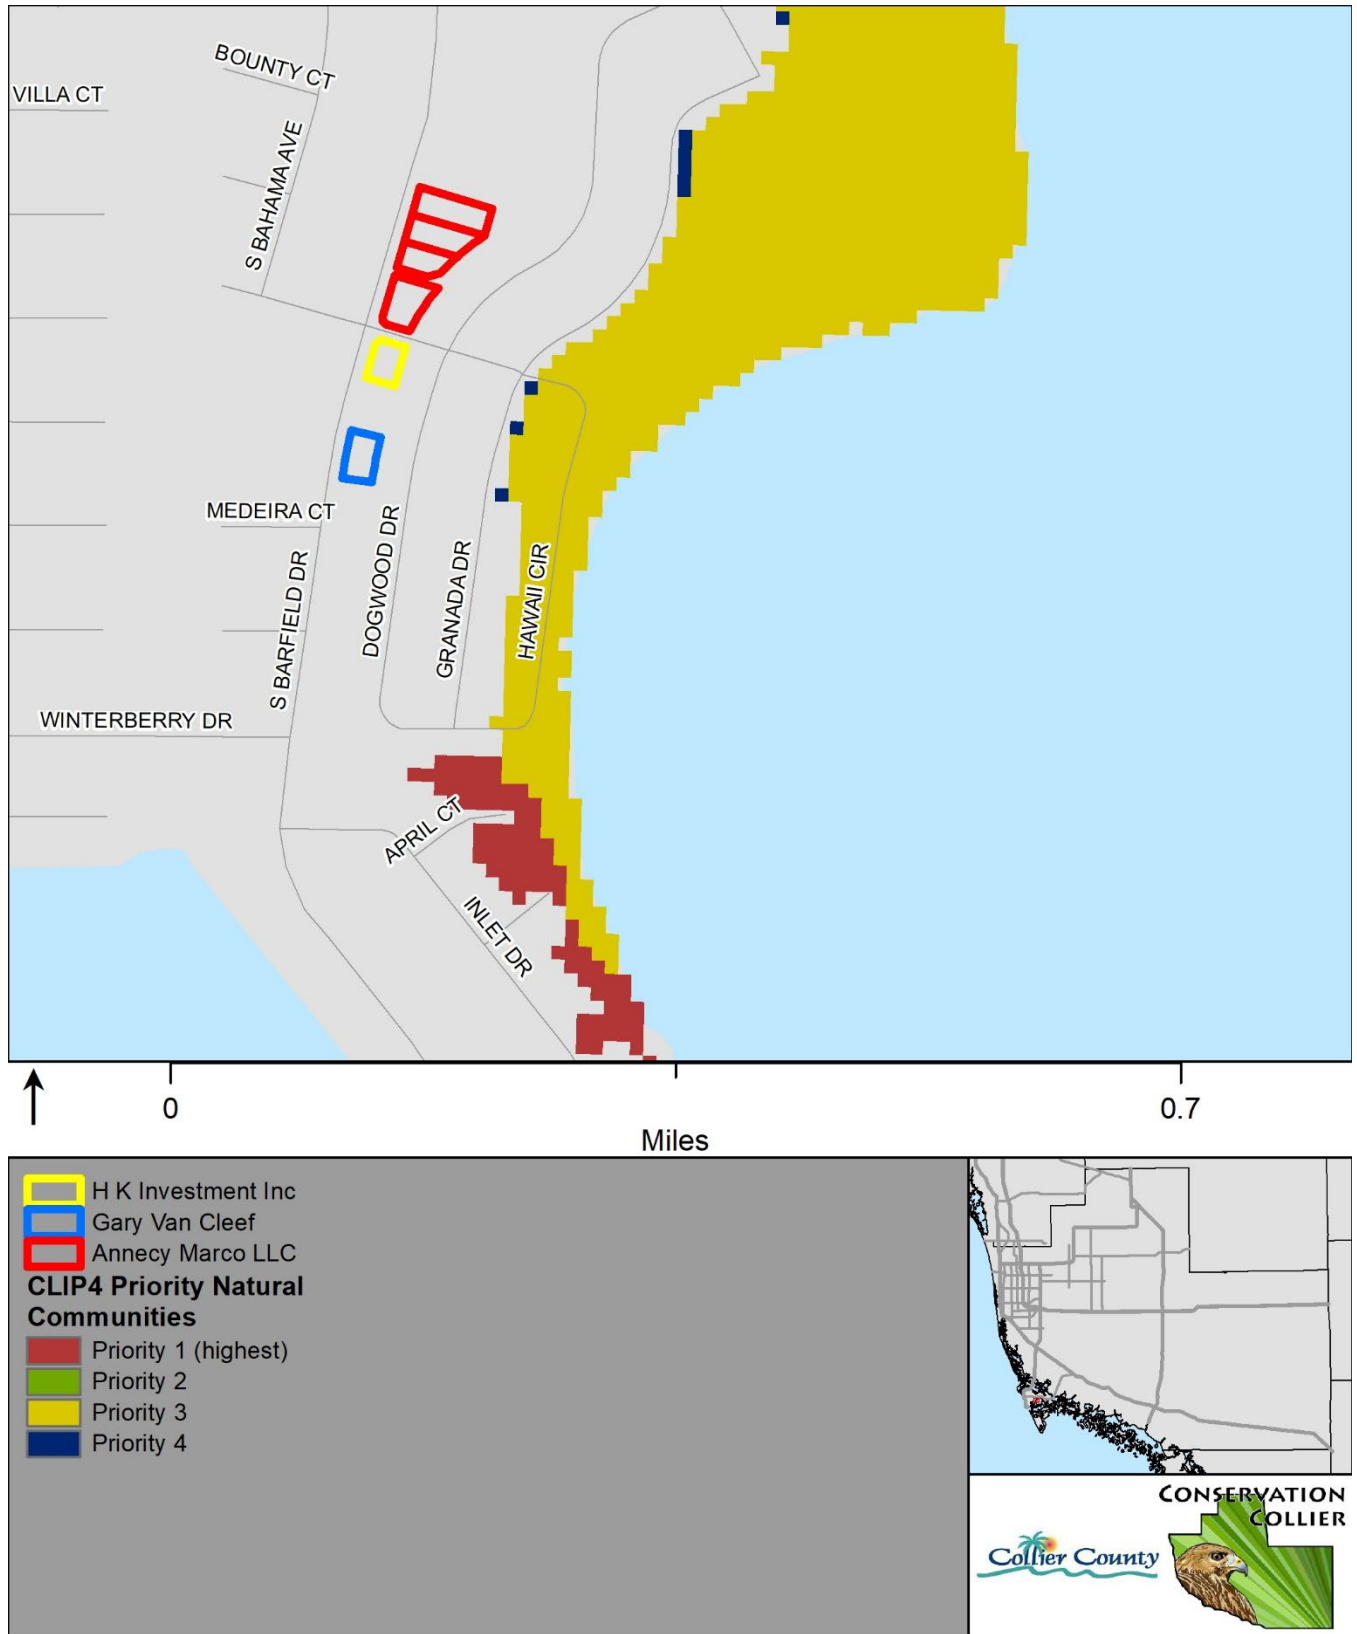 BOUNTY CT
VILLA CT
S BAHAMA AVE
MEDEIRA CT
S BARFIELD DR
DOGWOOD DR
GRANADA DR
HAWAII CIR
WINTERBERRY DR
APRIL CT
INLET DR
0
0.7
Miles
H K Investment Inc
Gary Van Cleef
Annecy Marco LLC
CLIP4 Priority Natural
Communities
Priority 1 (highest)
Priority 2
Priority 3
Priority 4
CONSERVATION
COLLIER
Collier County